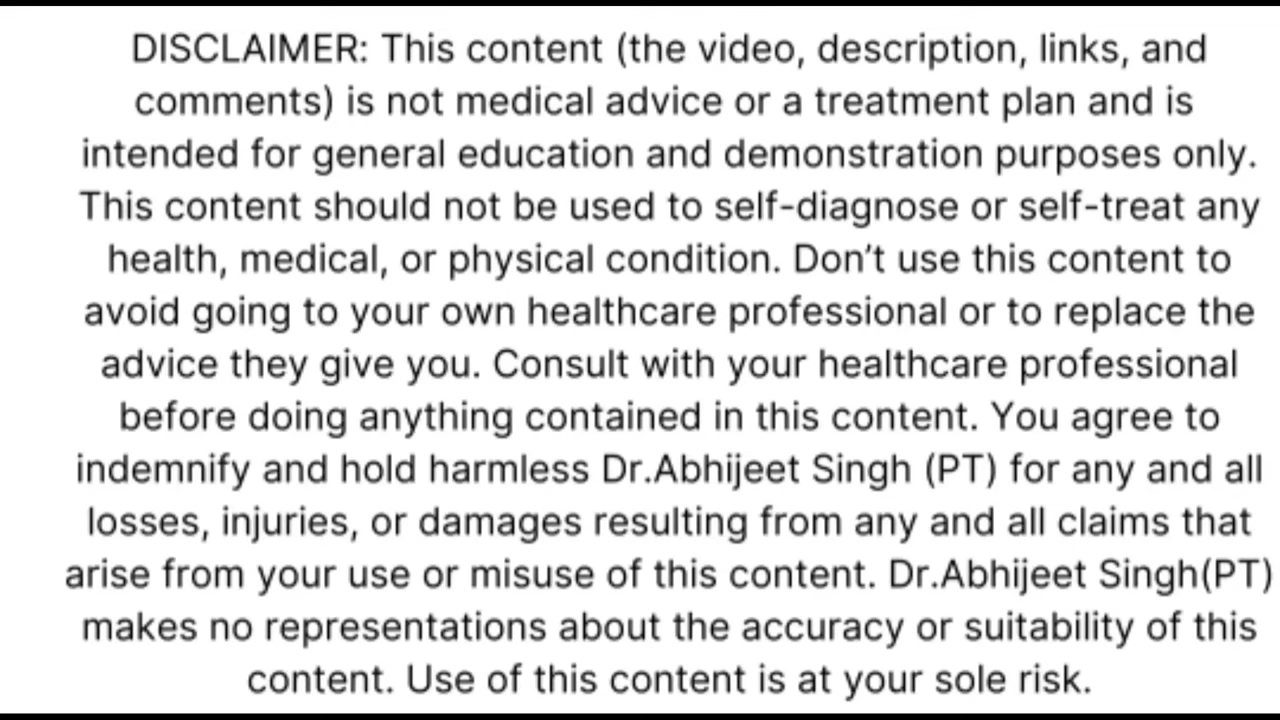 DISCLAIMER: This content (the video, description, links, and
comments) is not medical advice or a treatment plan and is
intended for general education and demonstration purposes only.
This content should not be used to self-diagnose or self-treat any
health, medical, or physical condition. Don’t use this content to
avoid going to your own healthcare professional or to replace the
advice they give you. Consult with your healthcare professional
before doing anything contained in this content. You agree to
indemnify and hold harmless Dr.Abhijeet Singh (PT) for any and all
losses, injuries, or damages resulting from any and all claims that
arise from your use or misuse of this content. Dr.Abhijeet Singh(PT)
makes no representations about the accuracy or suitability of this
content. Use of this content is at your sole risk.